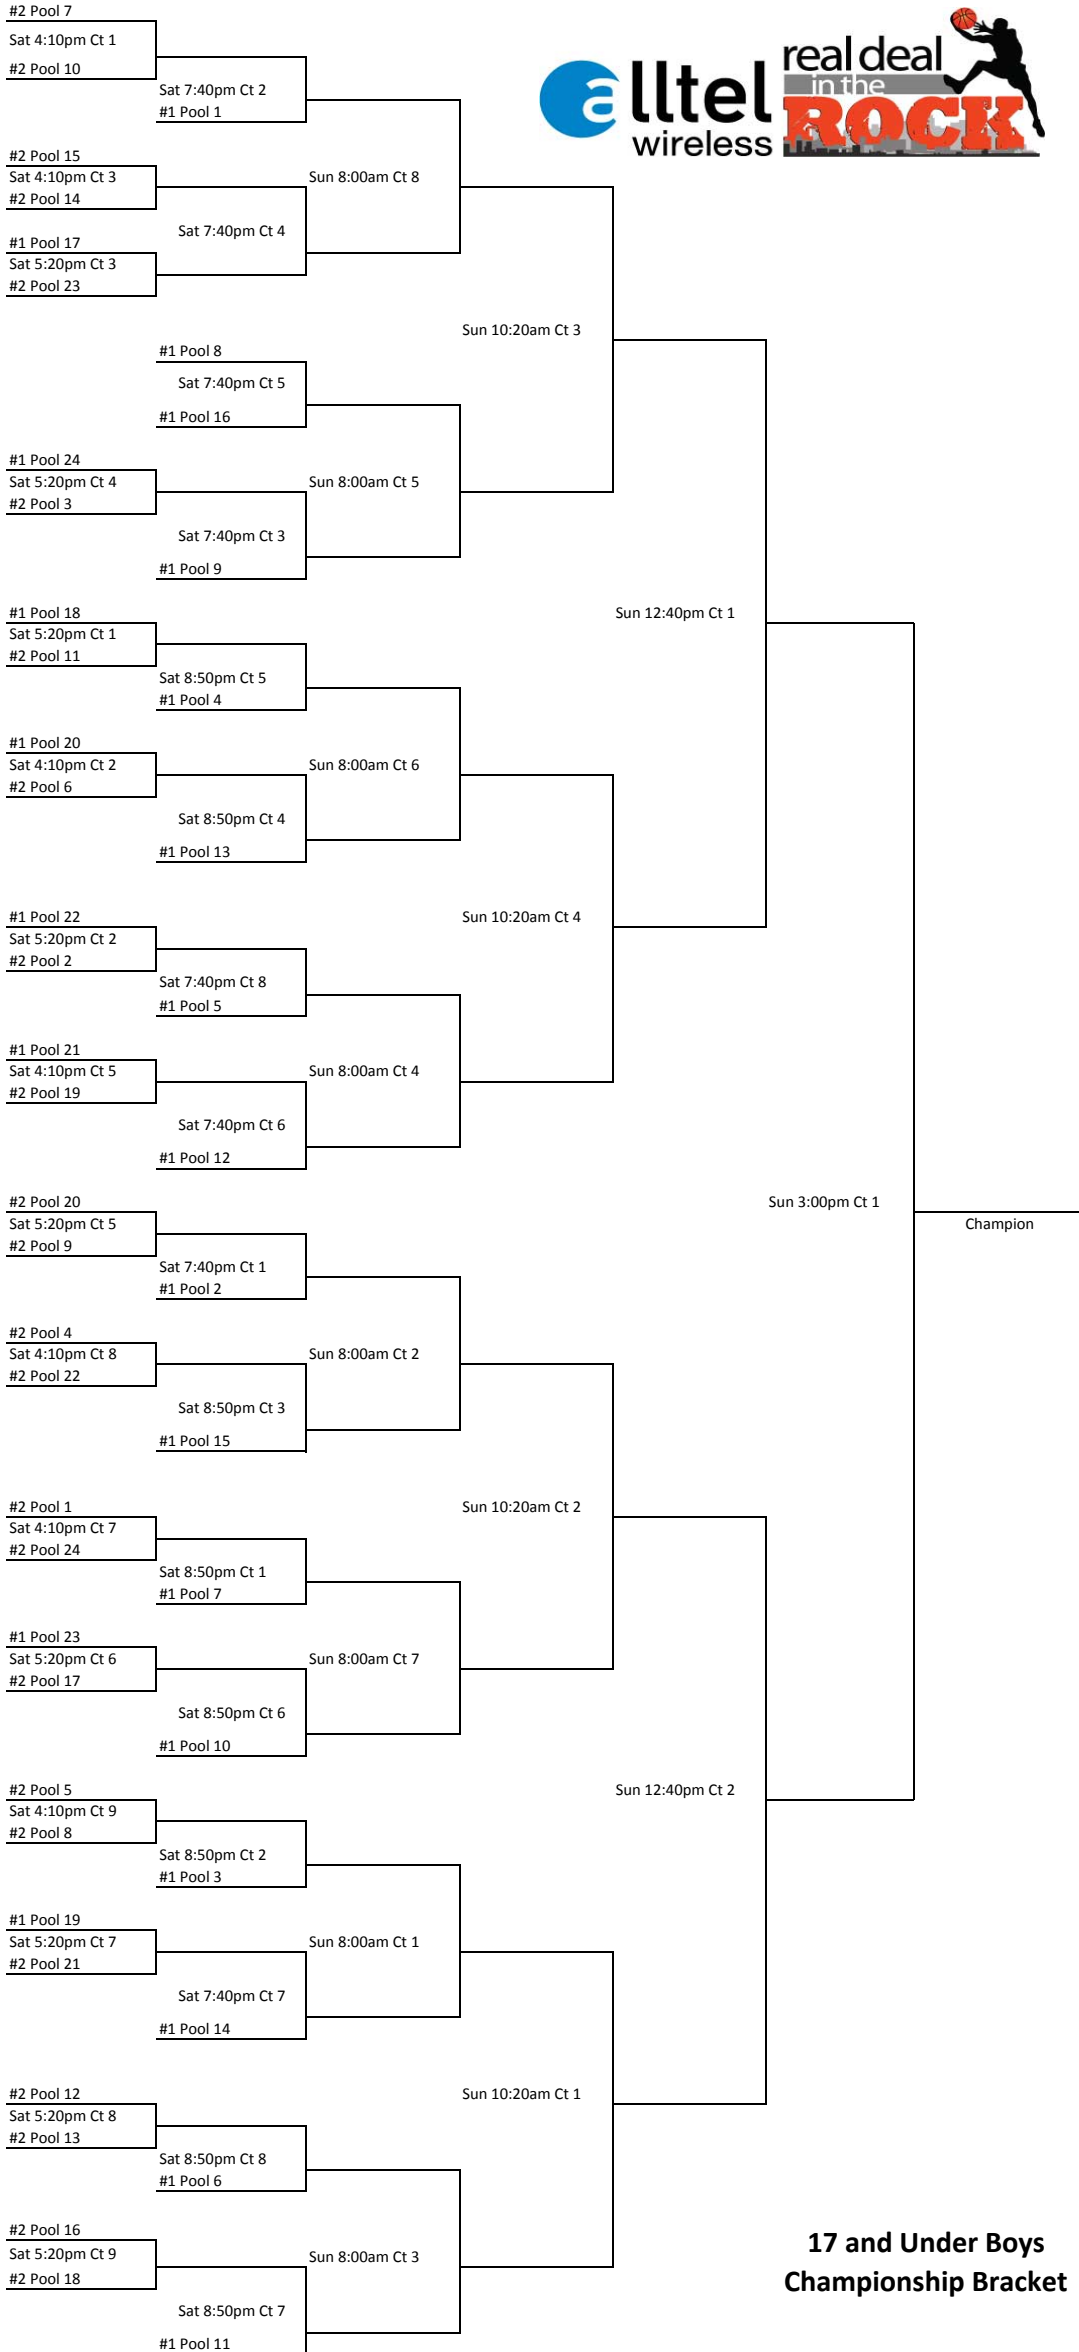 #2 Pool 7
Sat 4:10pm Ct 1
#2 Pool 10
Sat 7:40pm Ct 2
#1 Pool 1
alltel
wireless
real deal
in the
ROCK
#2 Pool 15
Sat 4:10pm Ct 3
#2 Pool 14
Sun 8:00am Ct 8
Sat 7:40pm Ct 4
#1 Pool 17
Sat 5:20pm Ct 3
#2 Pool 23
Sun 10:20am Ct 3
#1 Pool 8
Sat 7:40pm Ct 5
#1 Pool 16
#1 Pool 24
Sat 5:20pm Ct 4
#2 Pool 3
Sun 8:00am Ct 5
Sat 7:40pm Ct 3
#1 Pool 9
#1 Pool 18
Sat 5:20pm Ct 1
#2 Pool 11
Sun 12:40pm Ct 1
Sat 8:50pm Ct 5
#1 Pool 4
#1 Pool 20
Sat 4:10pm Ct 2
#2 Pool 6
Sun 8:00am Ct 6
Sat 8:50pm Ct 4
#1 Pool 13
#1 Pool 22
Sat 5:20pm Ct 2
#2 Pool 2
Sun 10:20am Ct 4
Sat 7:40pm Ct 8
#1 Pool 5
#1 Pool 21
Sat 4:10pm Ct 5
#2 Pool 19
Sun 8:00am Ct 4
Sat 7:40pm Ct 6
#1 Pool 12
#2 Pool 20
Sat 5:20pm Ct 5
#2 Pool 9
Sun 3:00pm Ct 1
Champion
Sat 7:40pm Ct 1
#1 Pool 2
#2 Pool 4
Sat 4:10pm Ct 8
#2 Pool 22
Sun 8:00am Ct 2
Sat 8:50pm Ct 3
#1 Pool 15
#2 Pool 1
Sat 4:10pm Ct 7
#2 Pool 24
Sun 10:20am Ct 2
Sat 8:50pm Ct 1
#1 Pool 7
#1 Pool 23
Sat 5:20pm Ct 6
#2 Pool 17
Sun 8:00am Ct 7
Sat 8:50pm Ct 6
#1 Pool 10
#2 Pool 5
Sat 4:10pm Ct 9
#2 Pool 8
Sun 12:40pm Ct 2
Sat 8:50pm Ct 2
#1 Pool 3
#1 Pool 19
Sat 5:20pm Ct 7
#2 Pool 21
Sun 8:00am Ct 1
Sat 7:40pm Ct 7
#1 Pool 14
#2 Pool 12
Sat 5:20pm Ct 8
#2 Pool 13
Sun 10:20am Ct 1
Sat 8:50pm Ct 8
#1 Pool 6
#2 Pool 16
Sat 5:20pm Ct 9
#2 Pool 18
Sun 8:00am Ct 3
Sat 8:50pm Ct 7
#1 Pool 11
17 and Under Boys
Championship Bracket